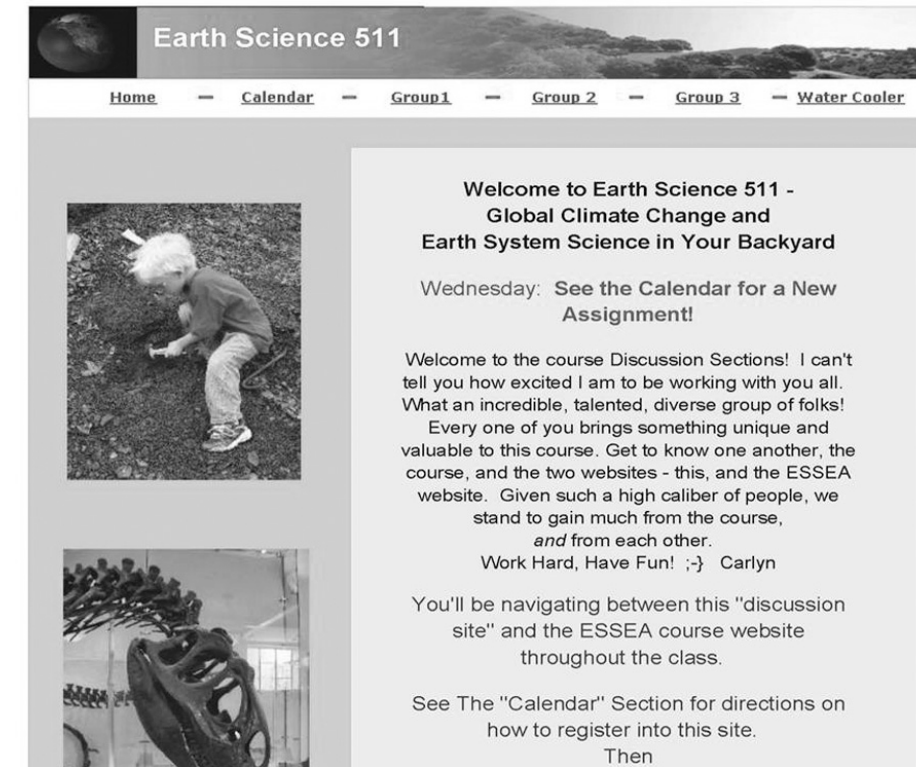 Earth Science 511
Home — Calendar — Group1 — Group 2 — Group 3 — Water Cooler
Welcome to Earth Science 511 -
Global Climate Change and
Earth System Science in Your Backyard
Wednesday: See the Calendar for a New
Assignment!
Welcome to the course Discussion Sections! I can't
tell you how excited I am to be working with you all.
What an incredible, talented, diverse group of folks!
Every one of you brings something unique and
valuable to this course. Get to know one another, the
course, and the two websites - this, and the ESSEA
website. Given such a high caliber of people, we
stand to gain much from the course,
and from each other.
Work Hard, Have Fun! ;-} Carlyn
You'll be navigating between this "discussion
site" and the ESSEA course website
throughout the class.
See The "Calendar" Section for directions on
how to register into this site.
Then